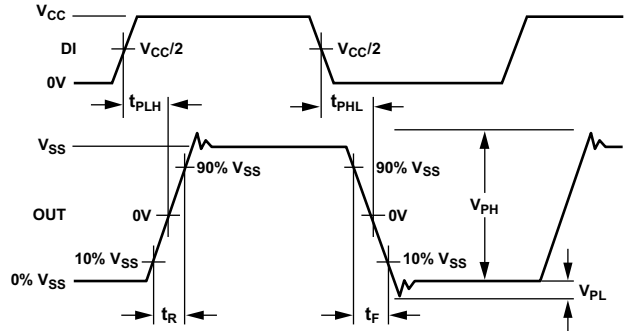 VCC
DI
VCC/2
VCC/2
0V
tPLH
tPHL
VSS
90% VSS
90% VSS
VPH
OUT
0V
0V
10% VSS
10% VSS
0% VSS
VPL
tR
tF